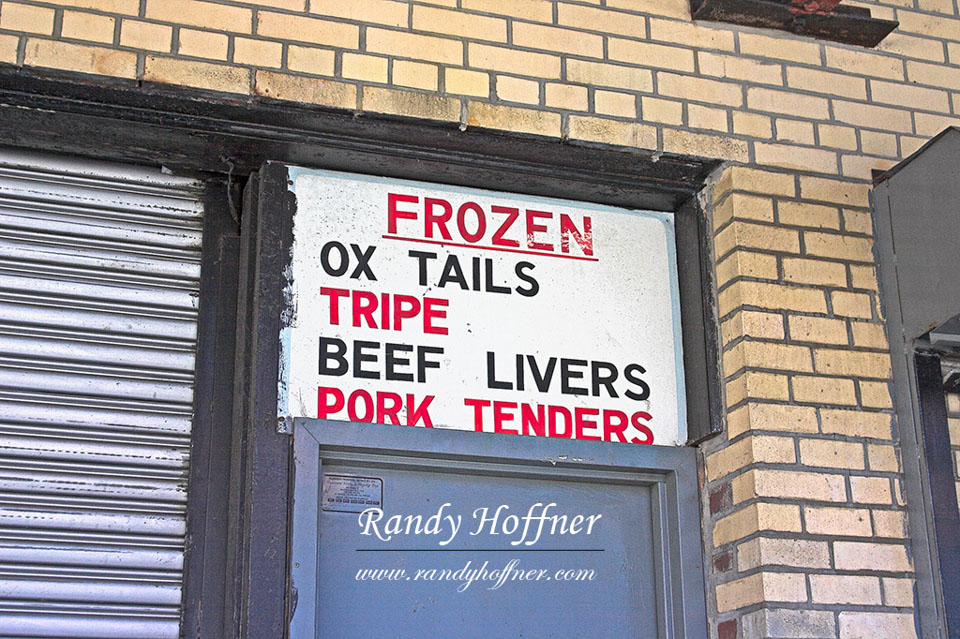 FROZEN
OX TAILS
TRIPE
BEEF LIVERS
PORK TENDERS
Randy Hoffner
www.randyhoffner.com